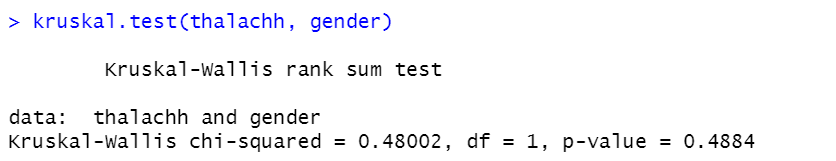 > kruskal.test(thalachh, gender)
Kruskal-Wallis rank sum test
data:  thalachh and gender
Kruskal-Wallis chi-squared = 0.48002, df = 1, p-value = 0.4884